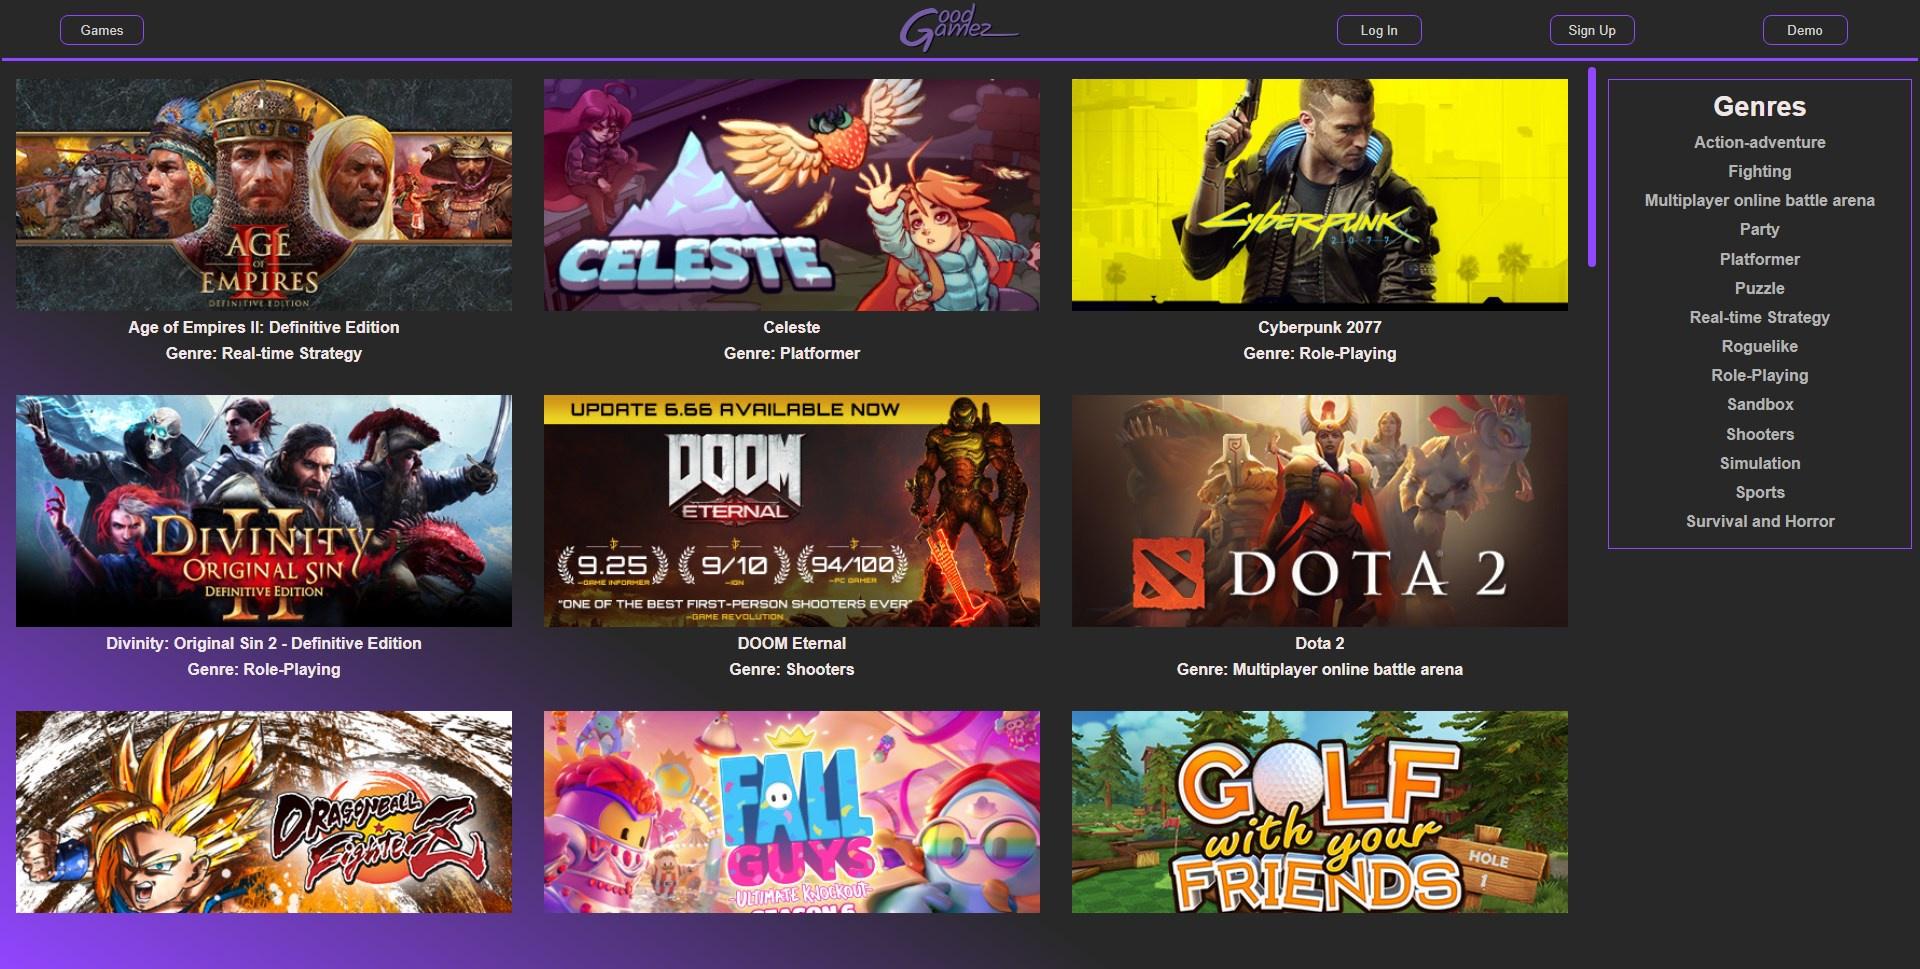 Games
Good Gamez
Log In
Sign Up
Demo
AGE
OF
EMPIRES
II
DEFINITIVE EDITION
Age of Empires II: Definitive Edition
Genre: Real-time Strategy
CELESTE
Celeste
Genre: Platformer
Cyberpunk
2077
Cyberpunk 2077
Genre: Role-Playing
Genres
Action-adventure
Fighting
Multiplayer online battle arena
Party
Platformer
Puzzle
Real-time Strategy
Roguelike
Role-Playing
Sandbox
Shooters
Simulation
Sports
Survival and Horror
DIVINITY
II
ORIGINAL SIN
DEFINITIVE EDITION
Divinity: Original Sin 2 - Definitive Edition
Genre: Role-Playing
UPDATE 6.66 AVAILABLE NOW
DOOM
ETERNAL
9.25
–GAME INFORMER
9/10
–IGN
94/100
–PC GAMER
"ONE OF THE BEST FIRST-PERSON SHOOTERS EVER"
–GAME REVOLUTION
DOOM Eternal
Genre: Shooters
DOTA 2
Dota 2
Genre: Multiplayer online battle arena
DRAGONBALL
FighterZ
FALL
GUYS
-ULTIMATE KNOCKOUT-
SEASON 6
GOLF
with your
FRIENDS
HOLE
1